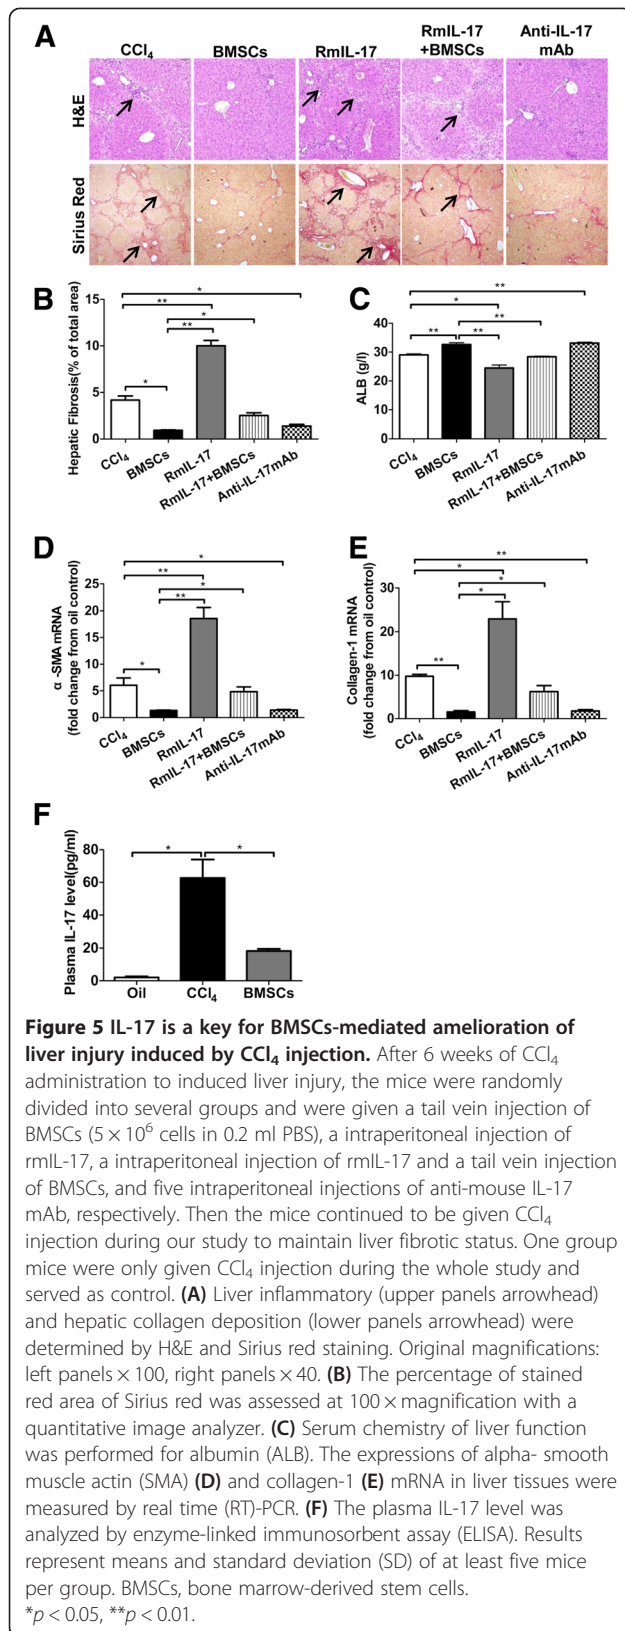 A
CCl4
BMSCs
RmIL-17
RmIL-17
+BMSCs
Anti-IL-17
mAb
H&E
Sirius Red
B
Hepatic Fibrosis(% of total area)
15
10
5
0
*
**
*
**
*
CCl4
BMSCs
RmIL-17
RmIL-17+BMSCs
Anti-IL-17mAb
C
ALB (g/l)
40
30
20
10
0
**
*
**
**
**
CCl4
BMSCs
RmIL-17
RmIL-17+BMSCs
Anti-IL-17mAb
D
α -SMA mRNA
(fold change from oil control)
25
20
15
10
5
0
*
**
*
**
*
CCl4
BMSCs
RmIL-17
RmIL-17+BMSCs
Anti-IL-17mAb
E
Collagen-1 mRNA
(fold change from oil control)
30
20
10
0
**
*
*
*
**
CCl4
BMSCs
RmIL-17
RmIL-17+BMSCs
Anti-IL-17mAb
F
Plasma IL-17 level(pg/ml)
80
60
40
20
0
*
*
Oil
CCl4
BMSCs
Figure 5 IL-17 is a key for BMSCs-mediated amelioration of
liver injury induced by CCl4 injection. After 6 weeks of CCl4
administration to induced liver injury, the mice were randomly
divided into several groups and were given a tail vein injection of
BMSCs (5 × 10⁶ cells in 0.2 ml PBS), a intraperitoneal injection of
rmIL-17, a intraperitoneal injection of rmIL-17 and a tail vein injection
of BMSCs, and five intraperitoneal injections of anti-mouse IL-17
mAb, respectively. Then the mice continued to be given CCl4
injection during our study to maintain liver fibrotic status. One group
mice were only given CCl4 injection during the whole study and
served as control. (A) Liver inflammatory (upper panels arrowhead)
and hepatic collagen deposition (lower panels arrowhead) were
determined by H&E and Sirius red staining. Original magnifications:
left panels × 100, right panels × 40. (B) The percentage of stained
red area of Sirius red was assessed at 100 × magnification with a
quantitative image analyzer. (C) Serum chemistry of liver function
was performed for albumin (ALB). The expressions of alpha- smooth
muscle actin (SMA) (D) and collagen-1 (E) mRNA in liver tissues were
measured by real time (RT)-PCR. (F) The plasma IL-17 level was
analyzed by enzyme-linked immunosorbent assay (ELISA). Results
represent means and standard deviation (SD) of at least five mice
per group. BMSCs, bone marrow-derived stem cells.
*p < 0.05, **p < 0.01.